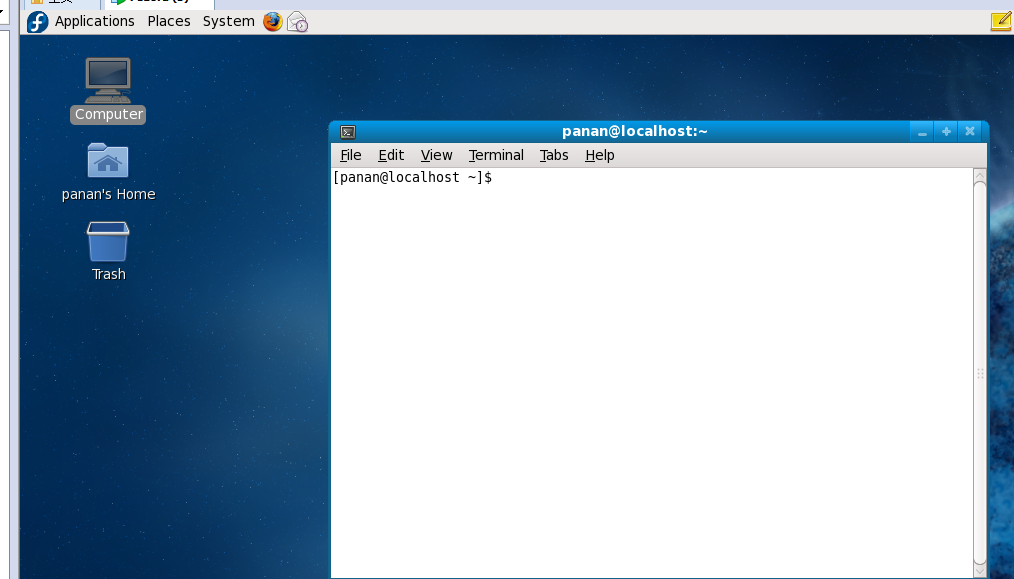 Applications Places System
Computer
panan's Home
Trash
panan@localhost:~
File Edit View Terminal Tabs Help
[panan@localhost ~]$